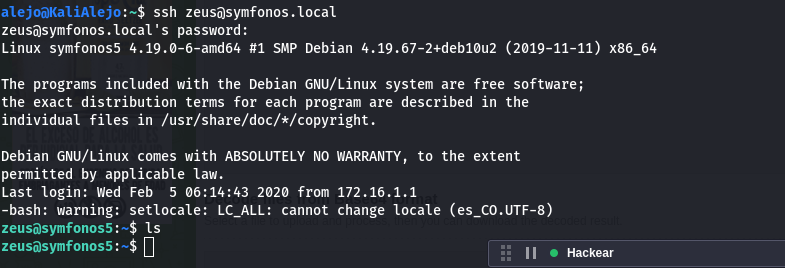 alejo@KaliAlejo:~$ ssh zeus@symfonos.local
zeus@symfonos.local's password:
Linux symfonos5 4.19.0-6-amd64 #1 SMP Debian 4.19.67-2+deb10u2 (2019-11-11) x86_64

The programs included with the Debian GNU/Linux system are free software;
the exact distribution terms for each program are described in the
individual files in /usr/share/doc/*/copyright.

Debian GNU/Linux comes with ABSOLUTELY NO WARRANTY, to the extent
permitted by applicable law.
Last login: Wed Feb  5 06:14:43 2020 from 172.16.1.1
-bash: warning: setlocale: LC_ALL: cannot change locale (es_CO.UTF-8)
zeus@symfonos5:~$ ls
zeus@symfonos5:~$
Hackear